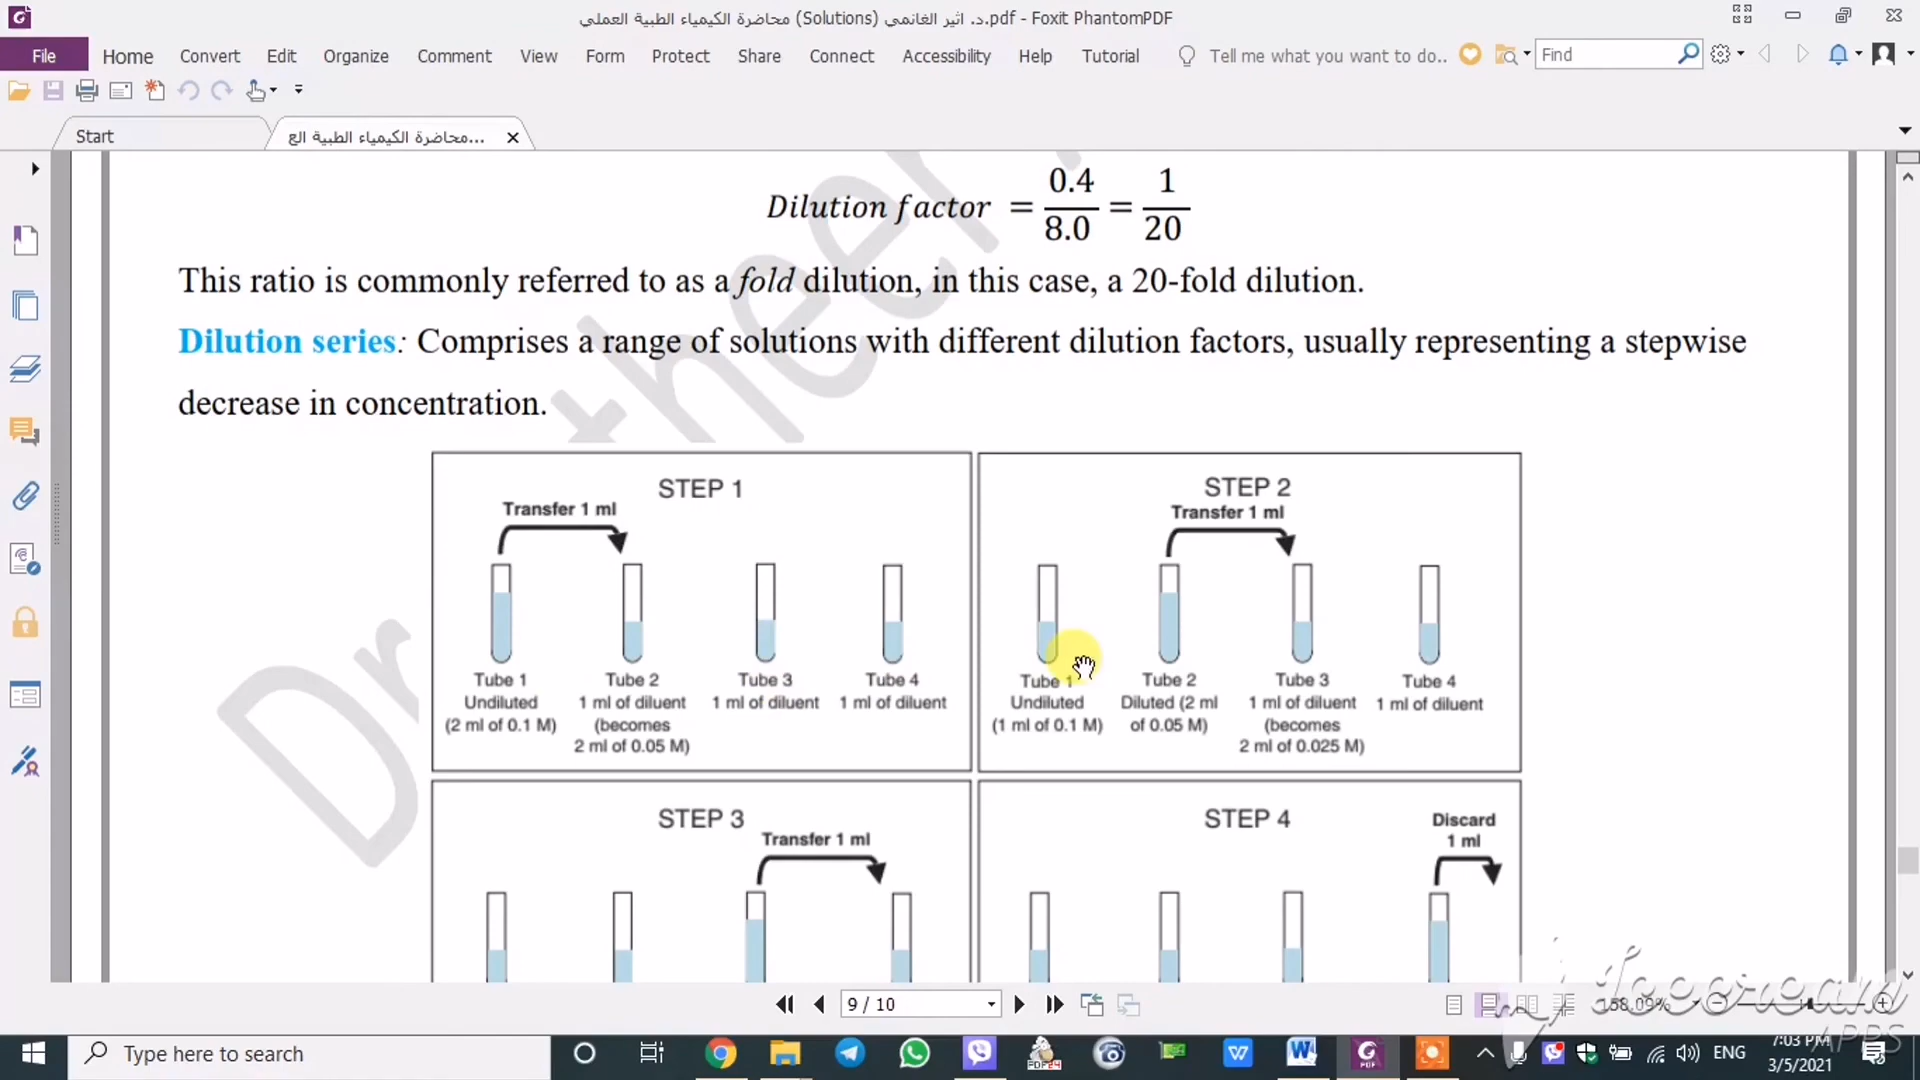 محاضرة الكيمياء الطبية العملي (Solutions) د. اثير الغانمي.pdf - Foxit PhantomPDF
File Home Convert Edit Organize Comment View Form Protect Share Connect Accessibility Help Tutorial Tell me what you want to do.. Find
Start
محاضرة الكيمياء الطبية الع...
Dilution factor = 0.4/8.0 = 1/20
This ratio is commonly referred to as a fold dilution, in this case, a 20-fold dilution.
Dilution series: Comprises a range of solutions with different dilution factors, usually representing a stepwise
decrease in concentration.
STEP 1
Transfer 1 ml
Tube 1
Undiluted
(2 ml of 0.1 M)
Tube 2
1 ml of diluent
(becomes
2 ml of 0.05 M)
Tube 3
1 ml of diluent
Tube 4
1 ml of diluent
STEP 2
Transfer 1 ml
Tube 1
Undiluted
(1 ml of 0.1 M)
Tube 2
Diluted (2 ml
of 0.05 M)
Tube 3
1 ml of diluent
(becomes
2 ml of 0.025 M)
Tube 4
1 ml of diluent
STEP 3
Transfer 1 ml
STEP 4
Discard
1 ml
9 / 10
158.09%
Type here to search
ENG
7:03 PM
3/5/2021
APPS